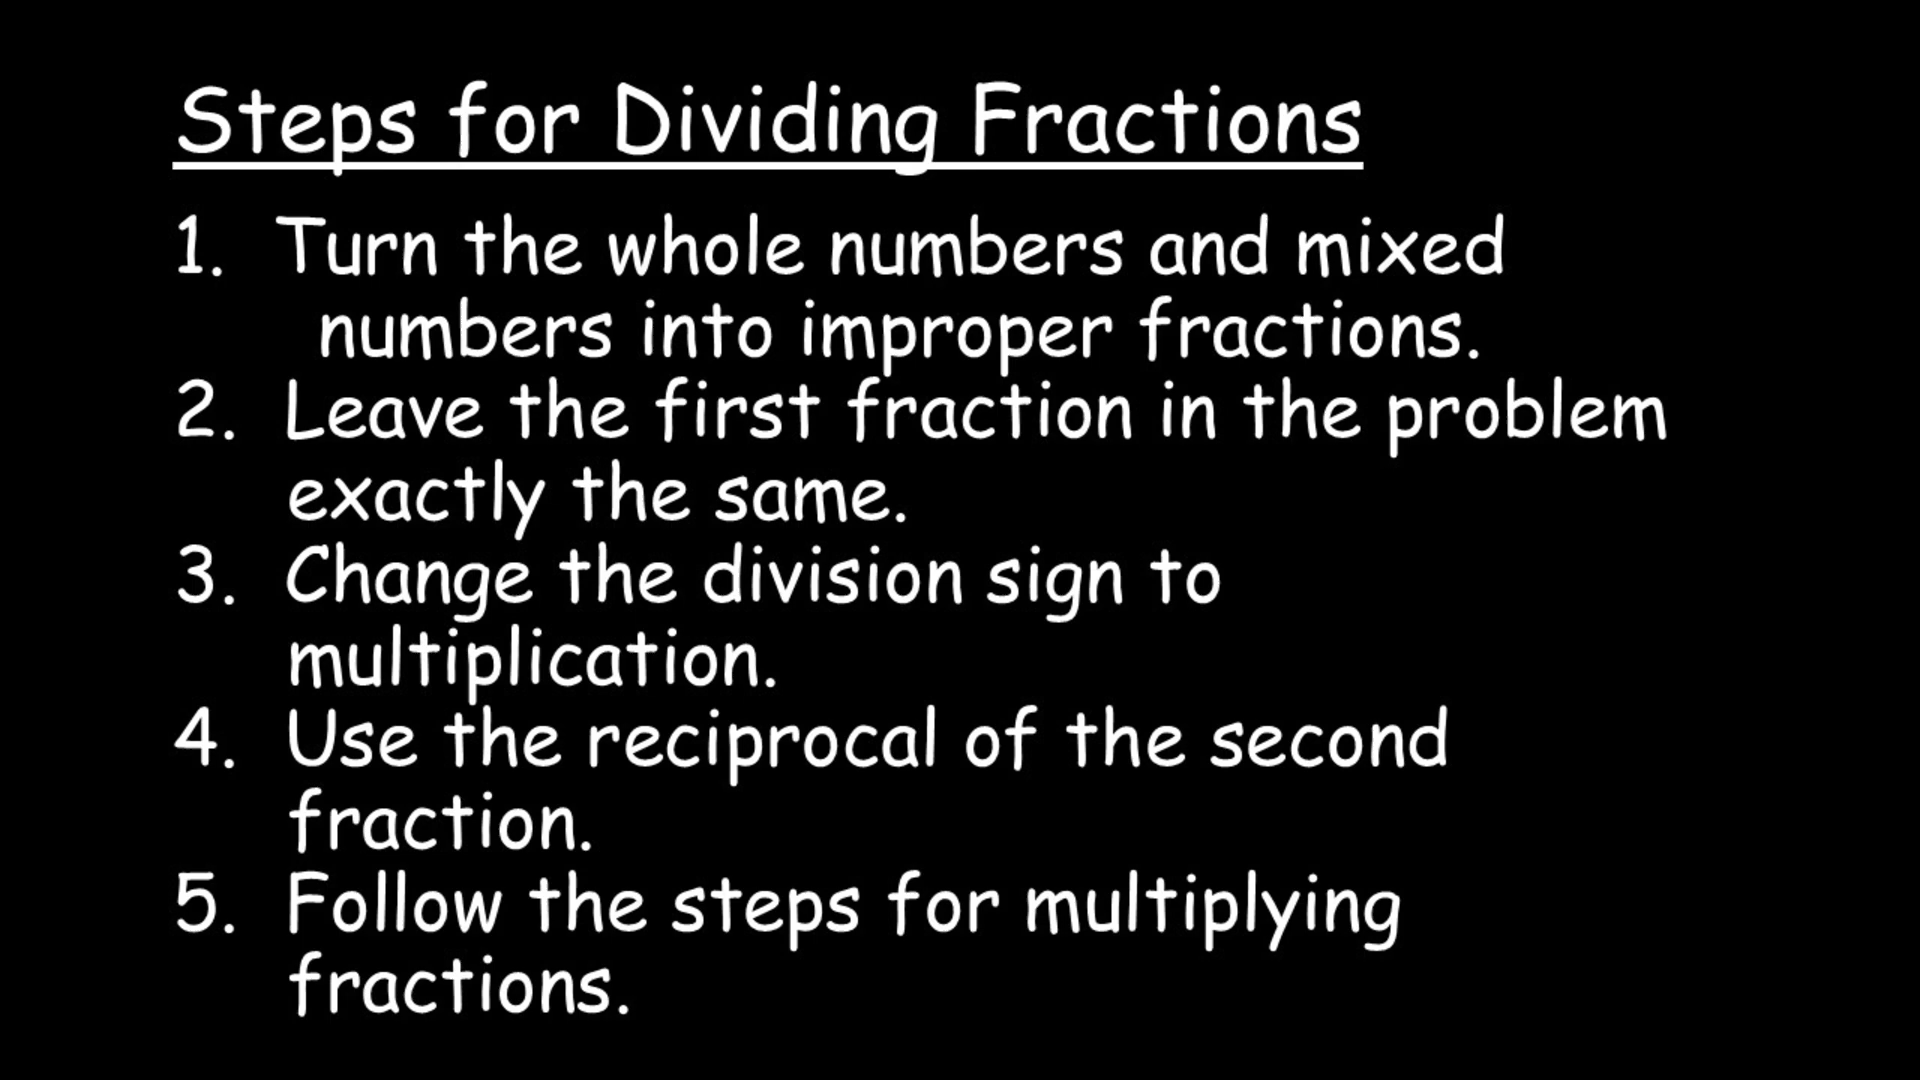 Steps for Dividing Fractions
1. Turn the whole numbers and mixed
numbers into improper fractions.
2. Leave the first fraction in the problem
exactly the same.
3. Change the division sign to
multiplication.
4. Use the reciprocal of the second
fraction.
5. Follow the steps for multiplying
fractions.